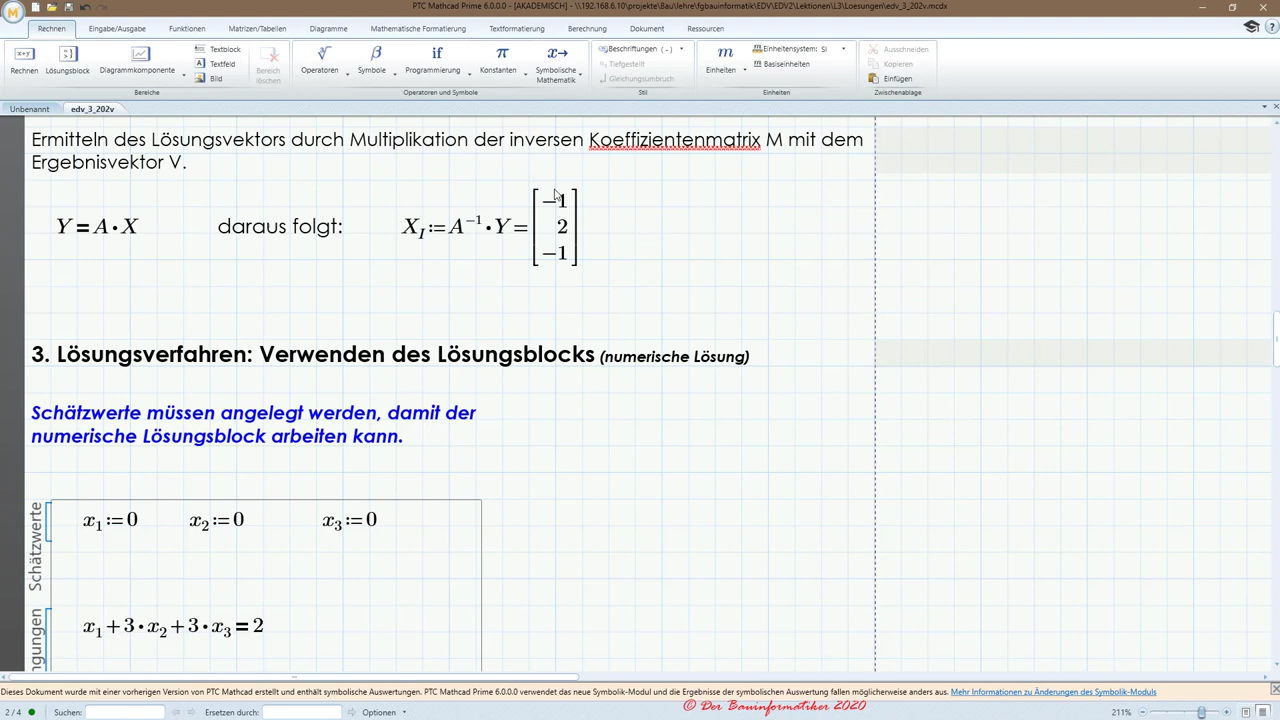 PTC Mathcad Prime 6.0.0.0 - [AKADEMISCH] - \\192.168.6.10\projekte\Bau\lehre\fgbauinformatik\EDV\EDV2\Lektionen\L3\Loesungen\edv_3_202v.mcdx
Rechnen Eingabe/Ausgabe Funktionen Matrizen/Tabellen Diagramme Mathematische Formatierung Textformatierung Berechnung Dokument Ressourcen
Rechnen Lösungsblock Diagrammkomponente Textblock Textfeld Bild Bereich löschen
Operatoren Symbole Programmierung Konstanten Symbolische Mathematik
Beschriftungen ( - ) Tiefgestellt Gleichungsumbruch
Einheiten Einheitensystem: SI Basiseinheiten
Ausschneiden Kopieren Einfügen
Bereiche Operatoren und Symbole Stil Einheiten Zwischenablage
Unbenannt edv_3_202v
Ermitteln des Lösungsvektors durch Multiplikation der inversen Koeffizientenmatrix M mit dem
Ergebnisvektor V.
Y = A · X daraus folgt: X_I := A⁻¹ · Y = [−1 2 −1]
3. Lösungsverfahren: Verwenden des Lösungsblocks (numerische Lösung)
Schätzwerte müssen angelegt werden, damit der
numerische Lösungsblock arbeiten kann.
Schätzwerte
x₁ := 0 x₂ := 0 x₃ := 0
ngungen
x₁ + 3 · x₂ + 3 · x₃ = 2
Dieses Dokument wurde mit einer vorherigen Version von PTC Mathcad erstellt und enthält symbolische Auswertungen. PTC Mathcad Prime 6.0.0.0 verwendet das neue Symbolik-Modul und die Ergebnisse der symbolischen Auswertung fallen möglicherweise anders aus. Mehr Informationen zu Änderungen des Symbolik-Moduls
2 / 4 Suchen: Ersetzen durch: Optionen 211%
© Der Bauinformatiker 2020